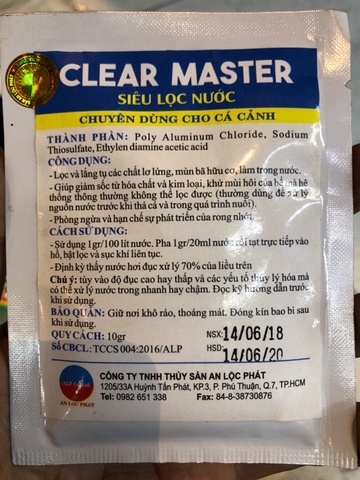 CLEAR MASTER
SIÊU LỌC NƯỚC
CHUYÊN DÙNG CHO CÁ CẢNH
THÀNH PHẦN: Poly Aluminum Chloride, Sodium
Thiosulfate, Ethylen diamine acetic acid
CÔNG DỤNG:
- Lọc và lắng tụ các chất lơ lửng, mùn bã hữu cơ, làm trong nước.
- Giúp giảm sốc từ hóa chất và kim loại, khử mùi hôi của bể mà hệ
thống thông thường không thể lọc được (thường dùng để xử lý
nguồn nước trước khi thả cá và trong quá trình nuôi).
- Phòng ngừa và hạn chế sự phát triển của rong nhớt.
CÁCH SỬ DỤNG:
- Sử dụng 1gr/100 lít nước. Pha 1gr/20ml nước rồi tạt trực tiếp vào
hồ, bật lọc và sục khí liên tục.
- Định kỳ thấy nước hơi đục xử lý 70% của liều trên
Chú ý: tùy vào độ đục cao hay thấp và các yếu tố thủy lý hóa mà
có thể xử lý nước trong nhanh hay chậm. Đọc kỹ hướng dẫn trước
khi sử dụng.
BẢO QUẢN: Giữ nơi khô ráo, thoáng mát. Đóng kín bao bì sau
khi sử dụng.
QUY CÁCH: 10gr NSX: 14/06/18
Số CBCL: TCCS 004:2016/ALP HSD: 14/06/20
AN LỘC PHÁT
CÔNG TY TNHH THỦY SẢN AN LỘC PHÁT
1205/33A Huỳnh Tấn Phát, KP.3, P. Phú Thuận, Q.7, TP.HCM
Tel: 0982 651 338 Fax: 84-8-38730876